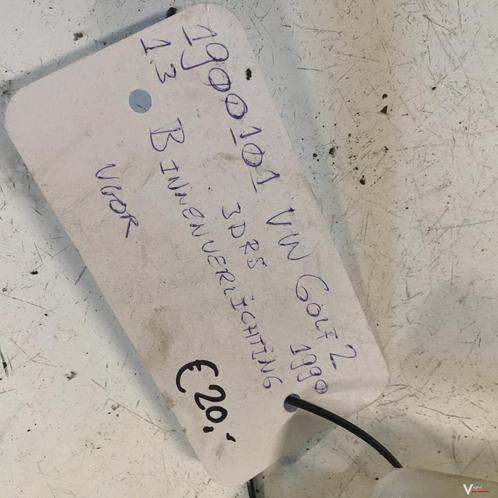 1900101 VW GOLF 2
1.3 3DRS 1990
BINNENVERLICHTING
VOOR
€20,-